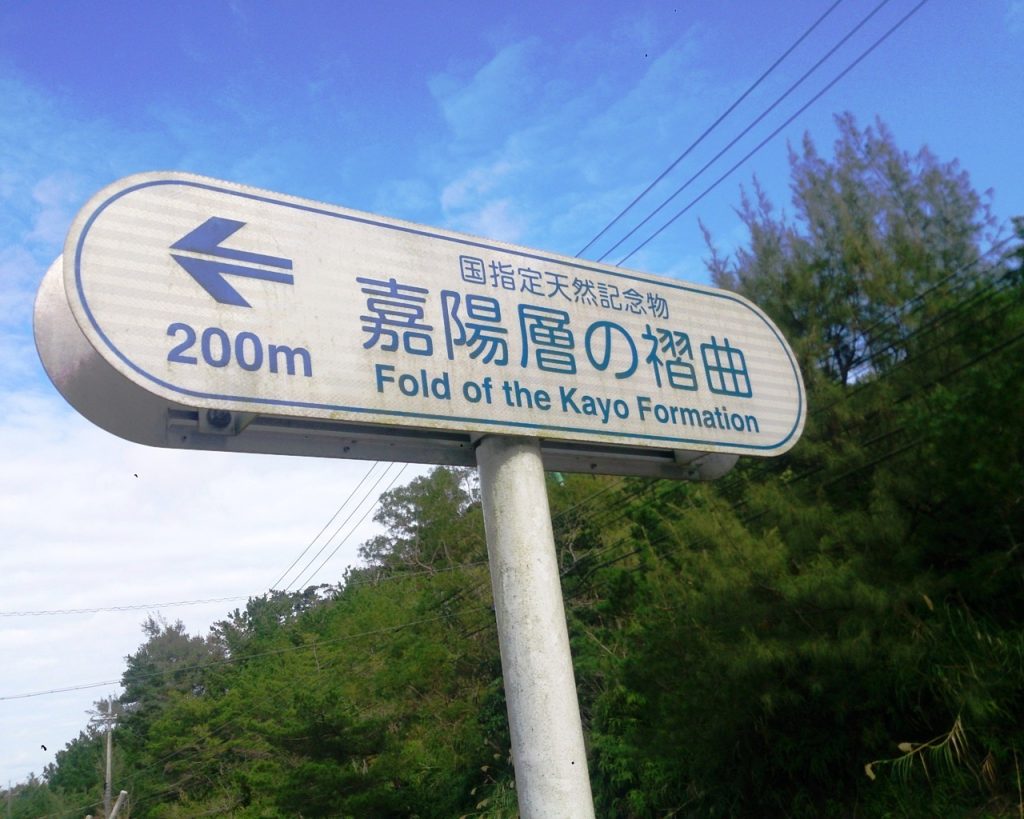 国指定天然記念物
嘉陽層の褶曲
Fold of the Kayo Formation
200m